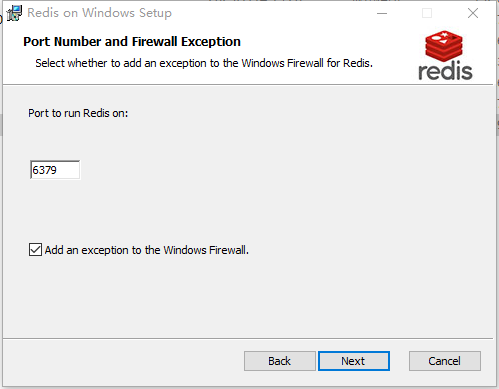 Redis on Windows Setup
Port Number and Firewall Exception
Select whether to add an exception to the Windows Firewall for Redis.
redis
Port to run Redis on:
6379
Add an exception to the Windows Firewall.
Back
Next
Cancel